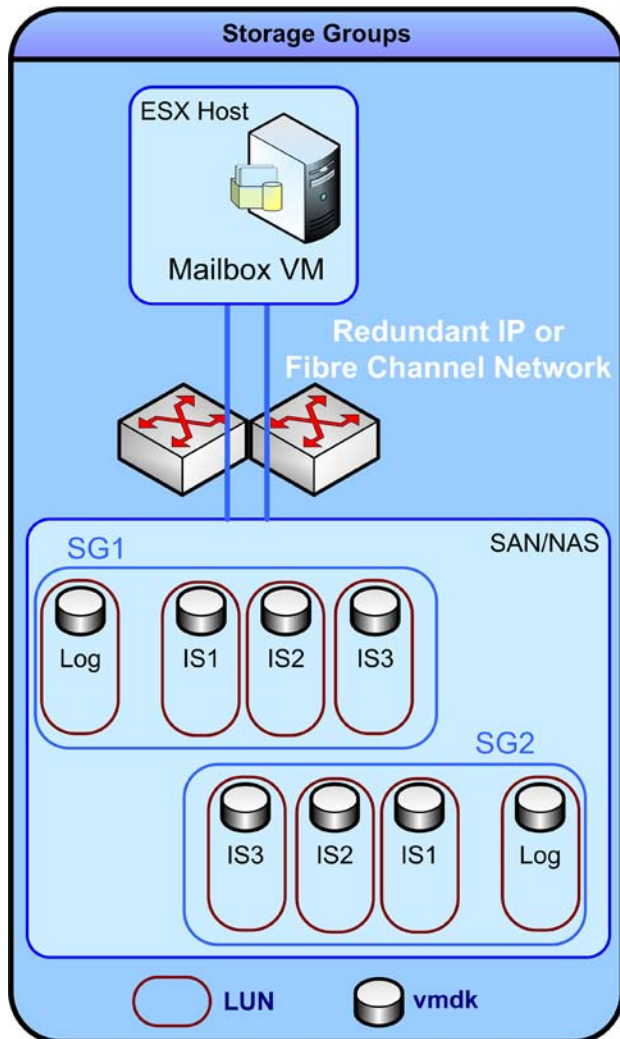 Storage Groups
ESX Host
Mailbox VM
Redundant IP or
Fibre Channel Network
SAN/NAS
SG1
Log
IS1
IS2
IS3
SG2
IS3
IS2
IS1
Log
LUN
vmdk